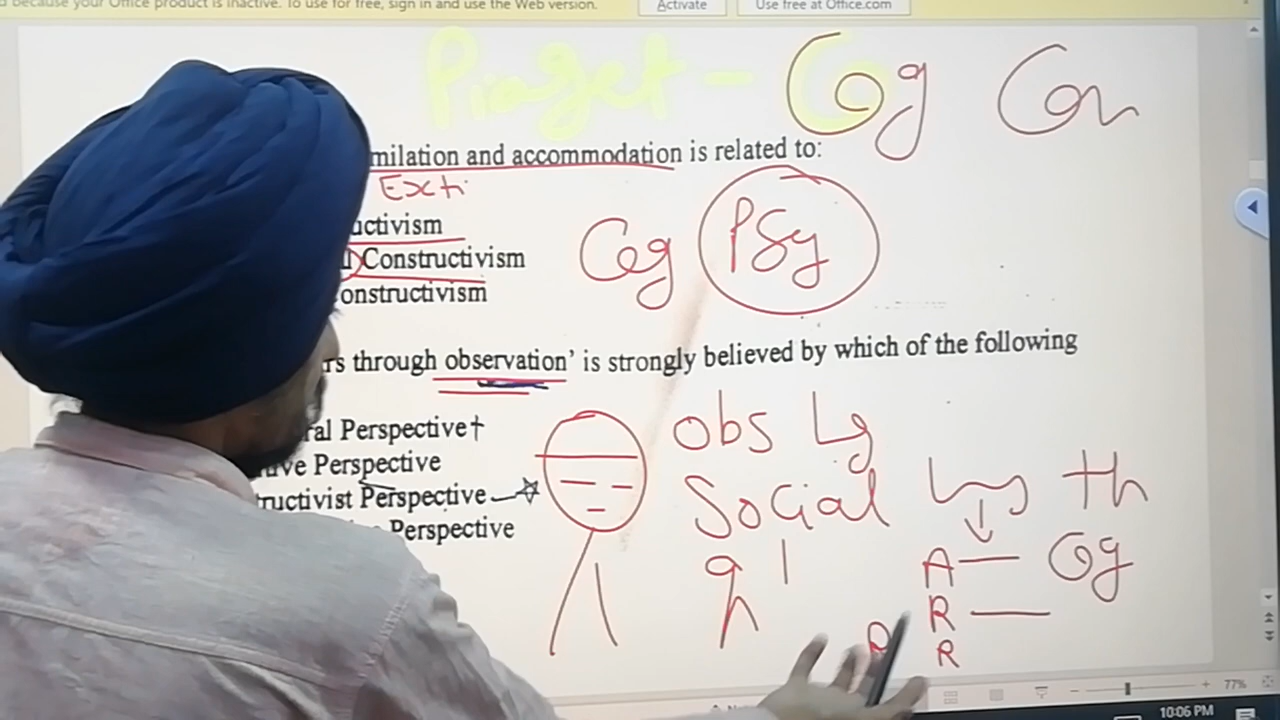 because your Office product is inactive. To use for free, sign in and use the Web version. Activate Use free at Office.com
Piaget - Cog Con
milation and accommodation is related to:
Exti
uctivism
Constructivism
Cog Psy
onstructivism
rs through observation’ is strongly believed by which of the following
ral Perspective†
Obs Lg
ive Perspective
tructivist Perspective
Social Lng th
Perspective
A — Cog
R —
R R
77%
10:06 PM